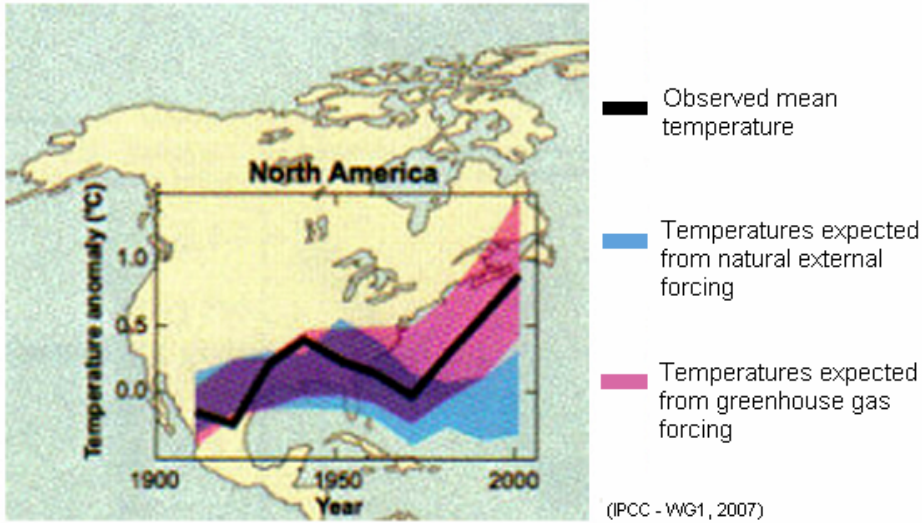 North America
Temperature anomaly (°C)
1.0
0.5
0.0
1900
1950
2000
Year
Observed mean
temperature
Temperatures expected
from natural external
forcing
Temperatures expected
from greenhouse gas
forcing
(IPCC - WG1, 2007)